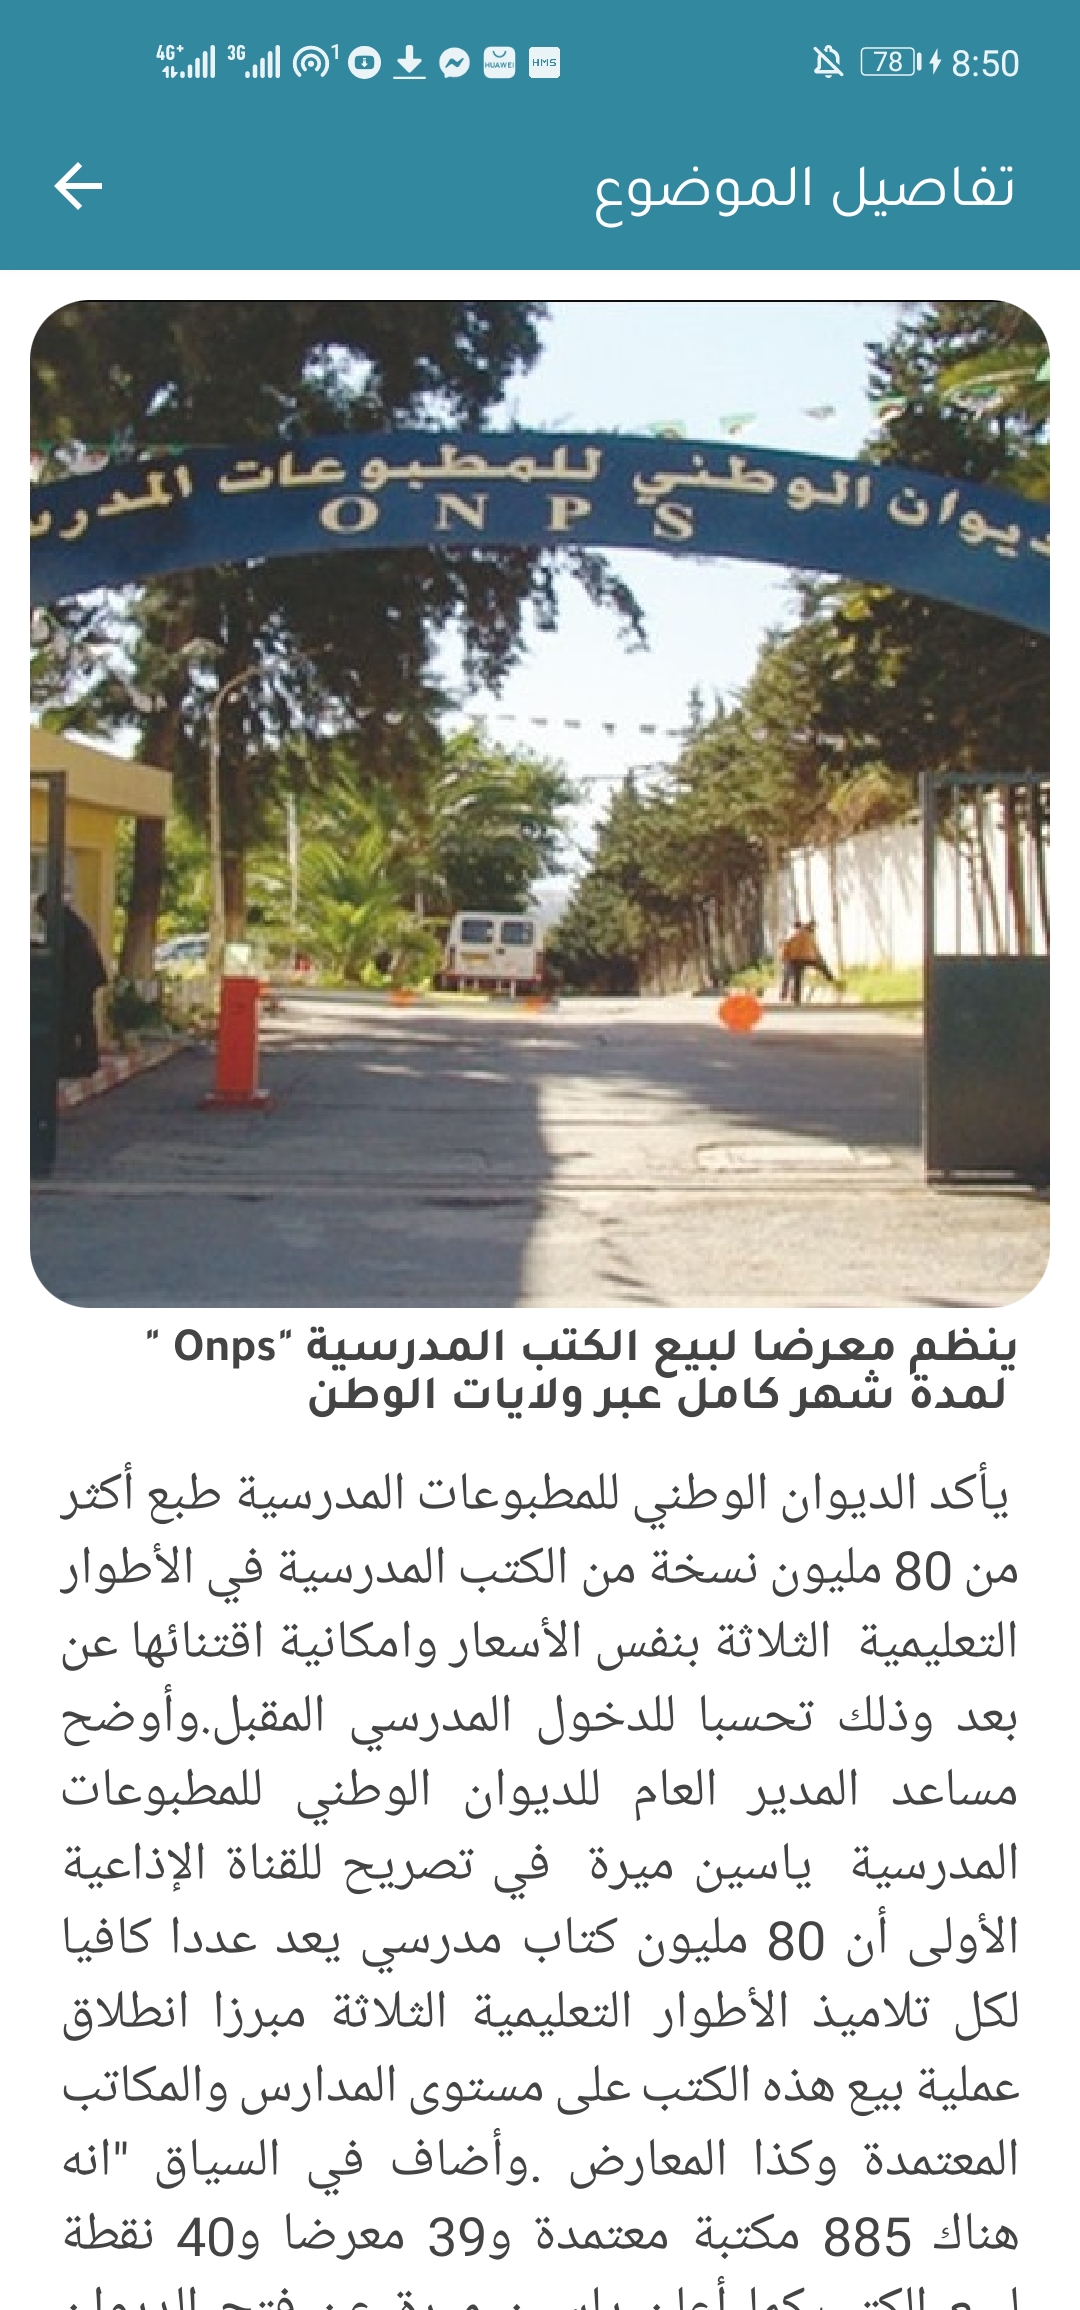 4G+ 3G 1 HUAWEI HMS 78 8:50
تفاصيل الموضوع
ديوان الوطني للمطبوعات المدرس
O N P S
ينظم معرضا لبيع الكتب المدرسية "Onps "
لمدة شهر كامل عبر ولايات الوطن
يأكد الديوان الوطني للمطبوعات المدرسية طبع أكثر
من 80 مليون نسخة من الكتب المدرسية في الأطوار
التعليمية الثلاثة بنفس الأسعار وامكانية اقتنائها عن
بعد وذلك تحسبا للدخول المدرسي المقبل.وأوضح
مساعد المدير العام للديوان الوطني للمطبوعات
المدرسية ياسين ميرة في تصريح للقناة الإذاعية
الأولى أن 80 مليون كتاب مدرسي يعد عددا كافيا
لكل تلاميذ الأطوار التعليمية الثلاثة مبرزا انطلاق
عملية بيع هذه الكتب على مستوى المدارس والمكاتب
المعتمدة وكذا المعارض .وأضاف في السياق "انه
هناك 885 مكتبة معتمدة و39 معرضا و40 نقطة